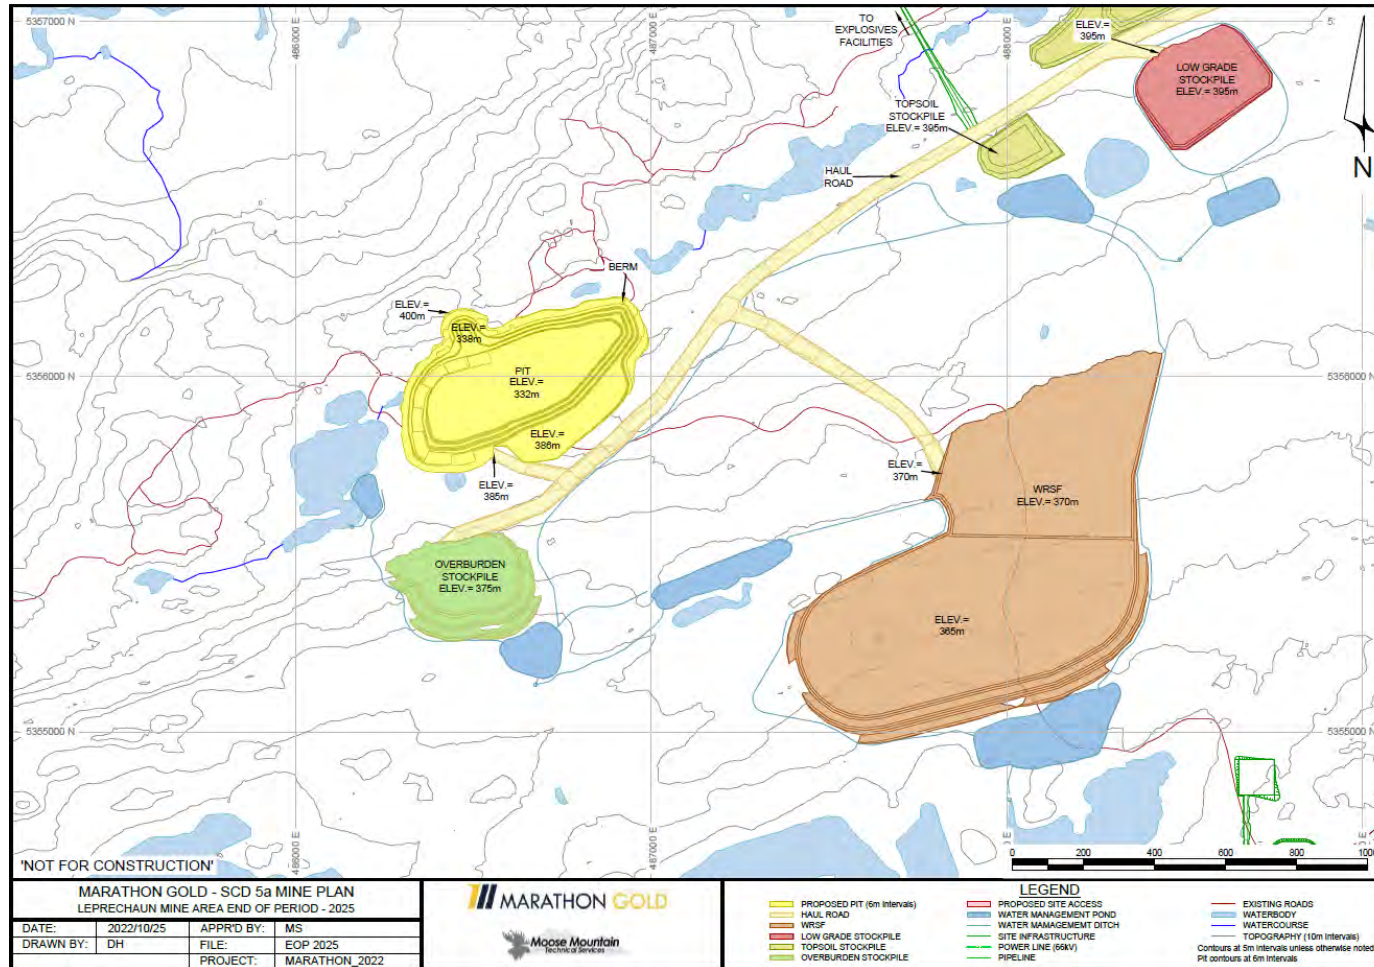 5357000 N
486000 E
487000 E
488000 E
TO
EXPLOSIVES
FACILITIES
ELEV.=
395m
LOW GRADE
STOCKPILE
ELEV.= 395m
TOPSOIL
STOCKPILE
ELEV.= 395m
HAUL
ROAD
N
BERM
ELEV.=
400m
ELEV.=
338m
PIT
ELEV.=
332m
5356000 N
5356000 N
ELEV.=
386m
ELEV.=
385m
ELEV.=
370m
WRSF
ELEV.= 370m
OVERBURDEN
STOCKPILE
ELEV.= 375m
ELEV.=
365m
5355000 N
5355000 N
486000 E
487000 E
'NOT FOR CONSTRUCTION'
0 200 400 600 800 1000
MARATHON GOLD - SCD 5a MINE PLAN
LEPRECHAUN MINE AREA END OF PERIOD - 2025
DATE: 2022/10/25 APPR'D BY: MS
DRAWN BY: DH FILE: EOP 2025
PROJECT: MARATHON_2022
MARATHON GOLD
Moose Mountain
Technical Services
LEGEND
PROPOSED PIT (6m Intervals)
HAUL ROAD
WRSF
LOW GRADE STOCKPILE
TOPSOIL STOCKPILE
OVERBURDEN STOCKPILE
PROPOSED SITE ACCESS
WATER MANAGEMENT POND
WATER MANAGEMENT DITCH
SITE INFRASTRUCTURE
POWER LINE (66kV)
PIPELINE
EXISTING ROADS
WATERBODY
WATERCOURSE
TOPOGRAPHY (10m Intervals)
Contours at 5m Intervals unless otherwise noted
Pit contours at 6m Intervals